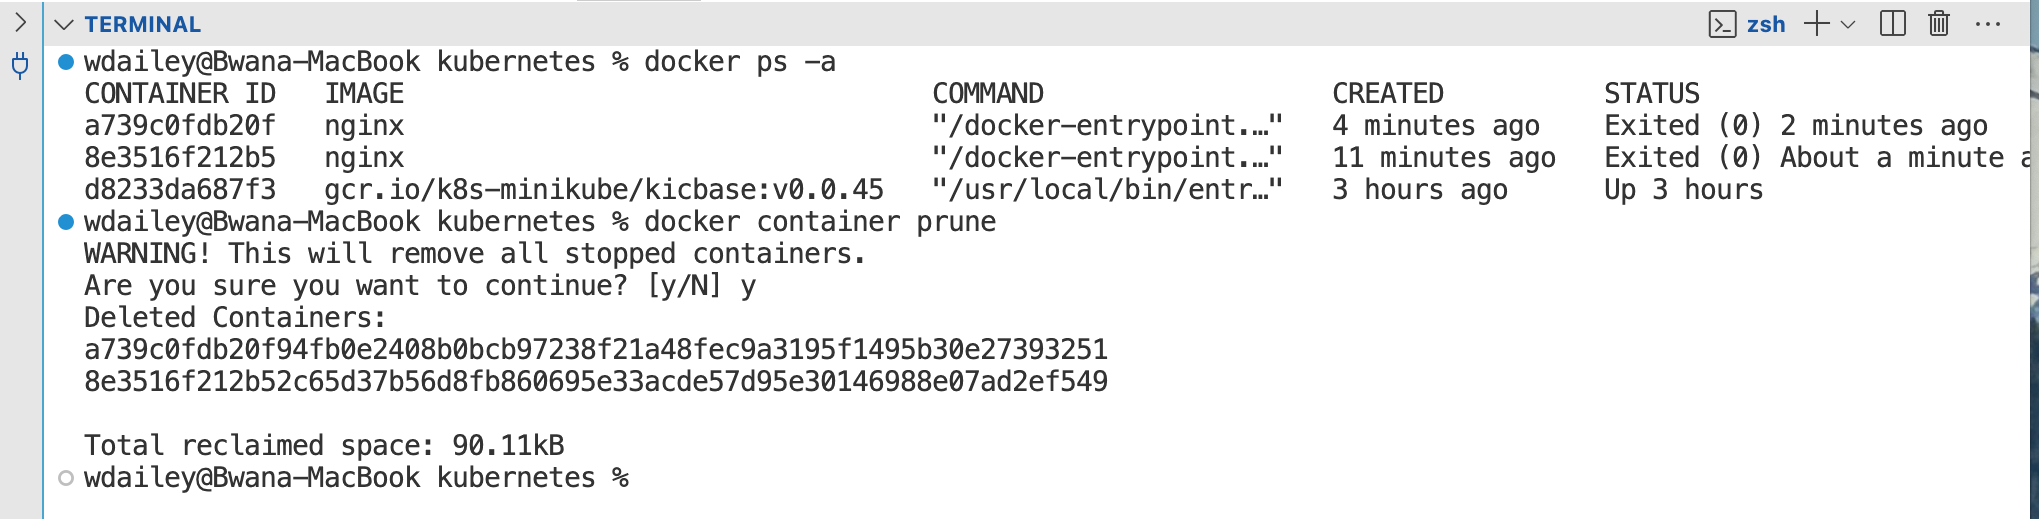 TERMINAL
zsh
wdailey@Bwana-MacBook kubernetes % docker ps -a
CONTAINER ID   IMAGE                                 COMMAND                  CREATED          STATUS
a739c0fdb20f   nginx                                 "/docker-entrypoint.…"   4 minutes ago    Exited (0) 2 minutes ago
8e3516f212b5   nginx                                 "/docker-entrypoint.…"   11 minutes ago   Exited (0) About a minute a
d8233da687f3   gcr.io/k8s-minikube/kicbase:v0.0.45   "/usr/local/bin/entr…"   3 hours ago      Up 3 hours
wdailey@Bwana-MacBook kubernetes % docker container prune
WARNING! This will remove all stopped containers.
Are you sure you want to continue? [y/N] y
Deleted Containers:
a739c0fdb20f94fb0e2408b0bcb97238f21a48fec9a3195f1495b30e27393251
8e3516f212b52c65d37b56d8fb860695e33acde57d95e30146988e07ad2ef549
Total reclaimed space: 90.11kB
wdailey@Bwana-MacBook kubernetes %